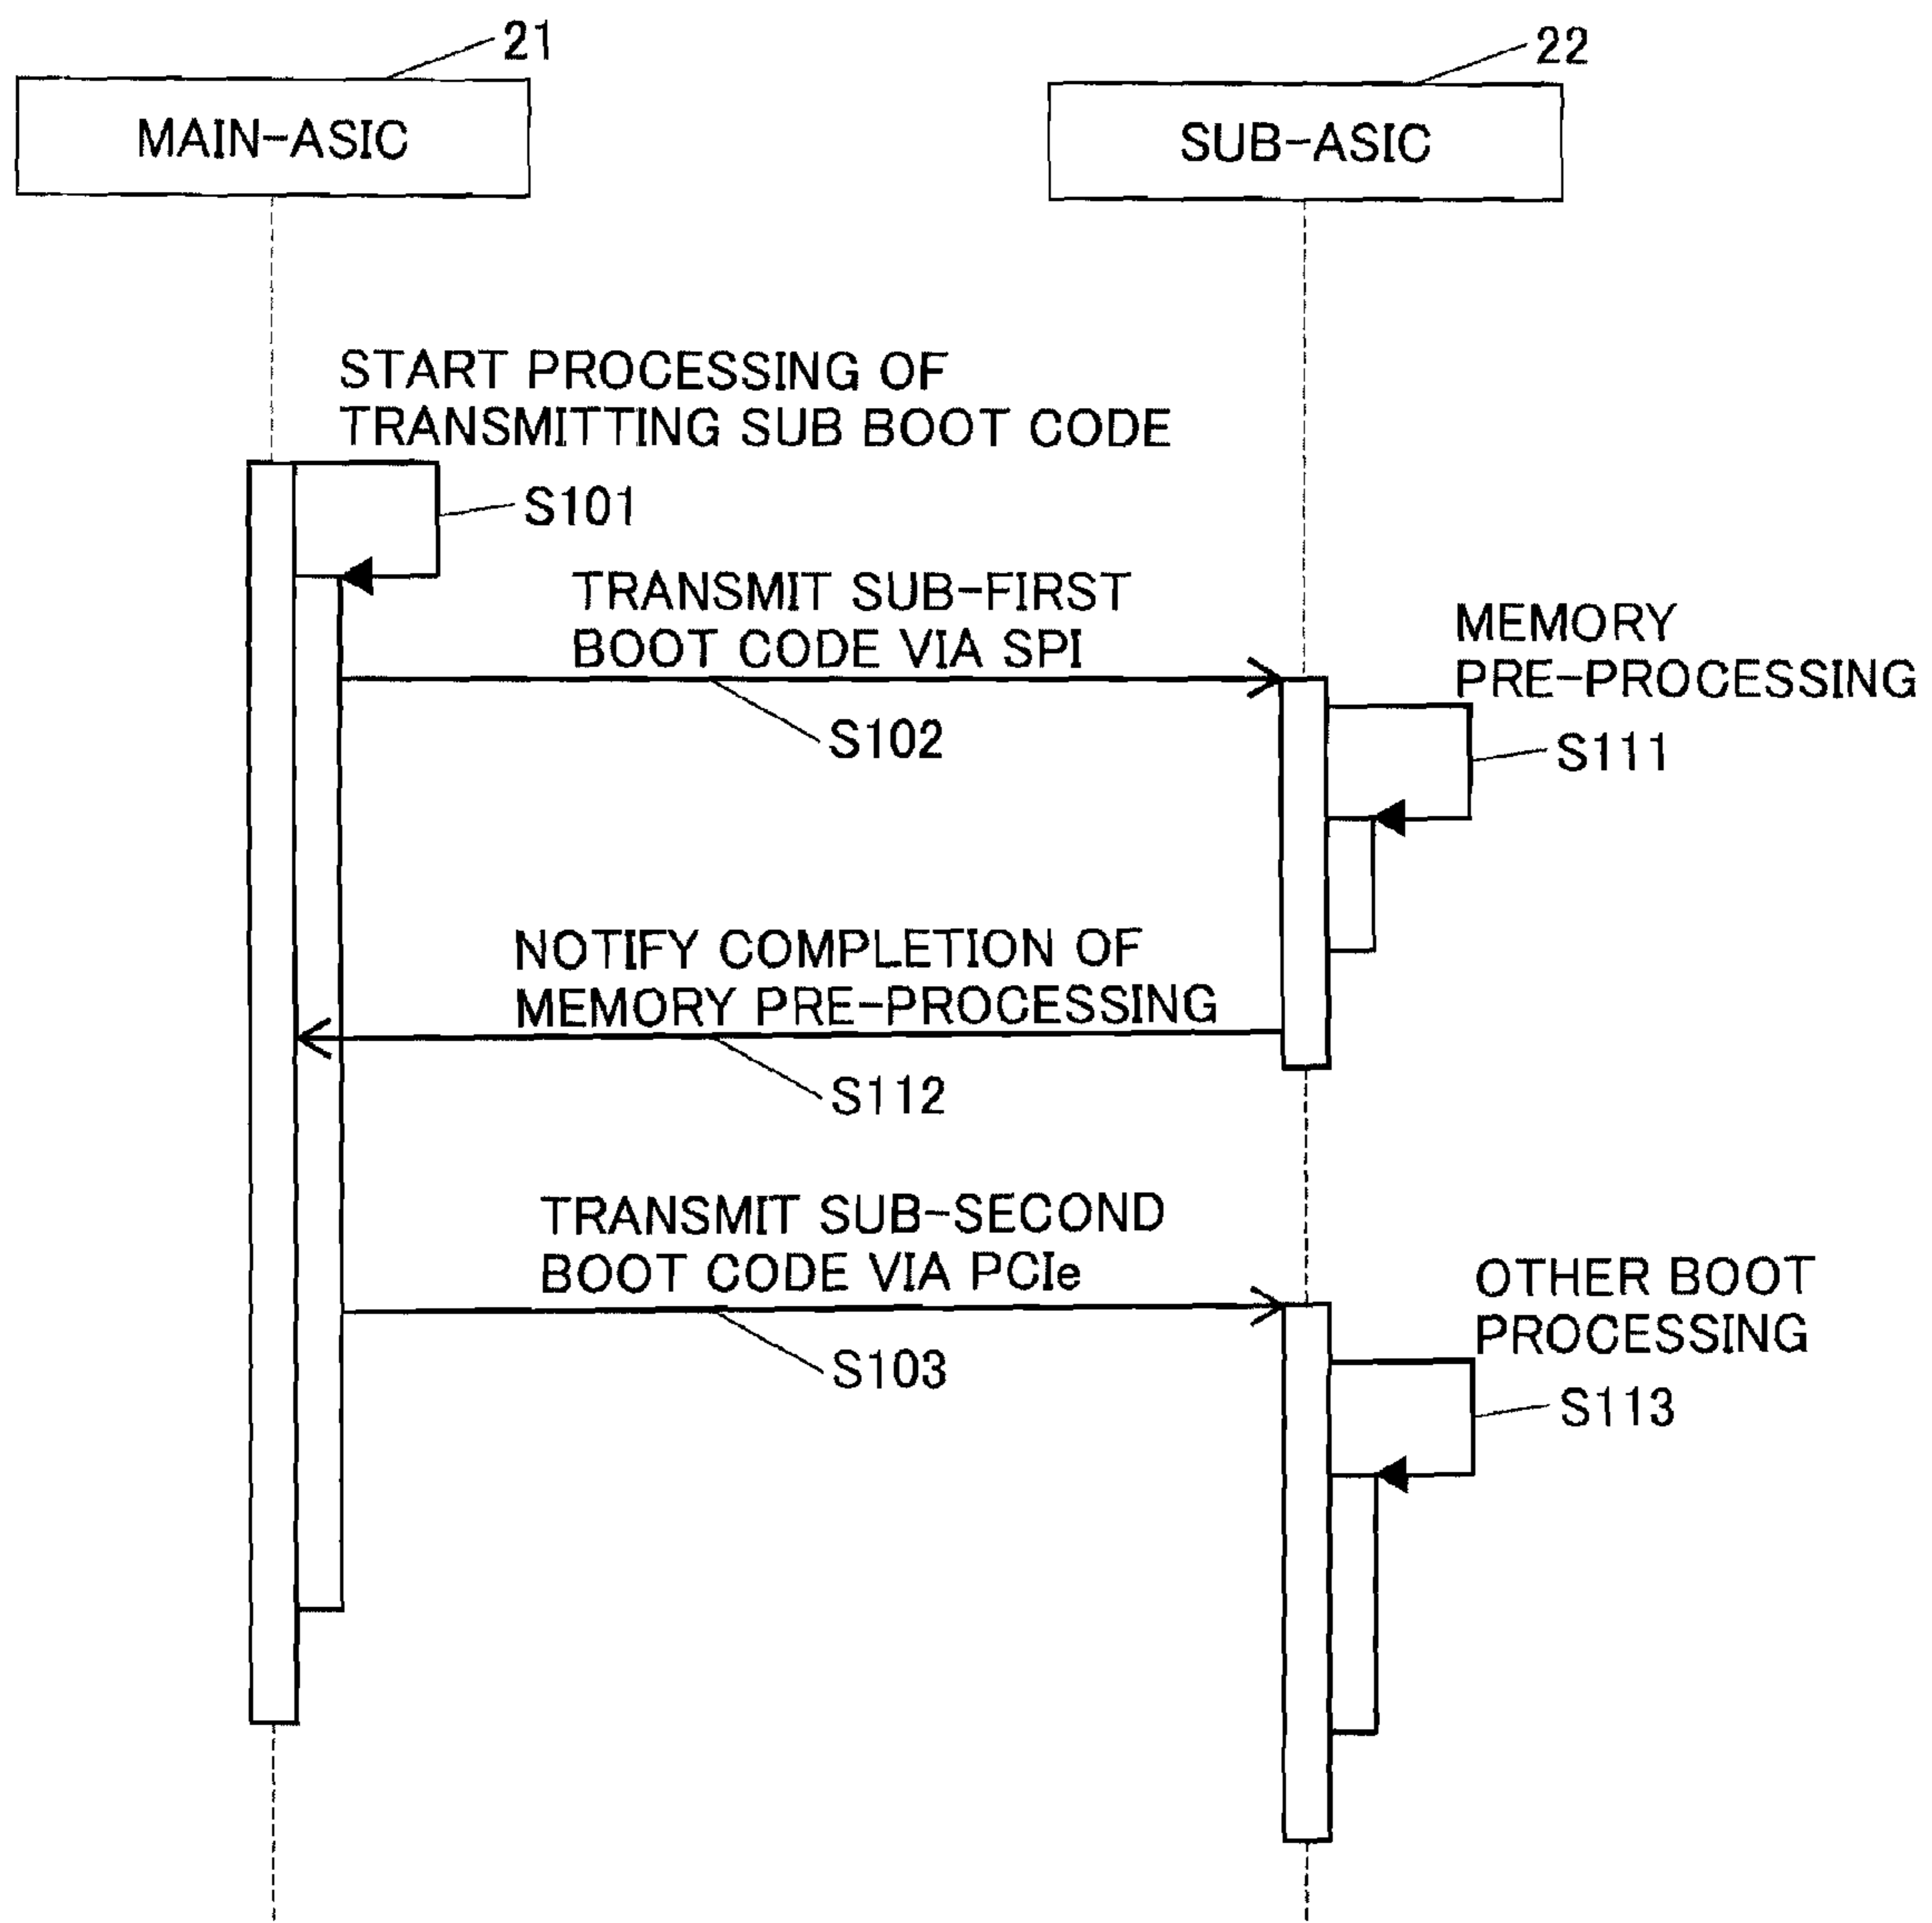 21
22
MAIN-ASIC
SUB-ASIC
START PROCESSING OF
TRANSMITTING SUB BOOT CODE
S101
TRANSMIT SUB-FIRST
BOOT CODE VIA SPI
S102
MEMORY
PRE-PROCESSING
S111
NOTIFY COMPLETION OF
MEMORY PRE-PROCESSING
S112
TRANSMIT SUB-SECOND
BOOT CODE VIA PCIe
S103
OTHER BOOT
PROCESSING
S113